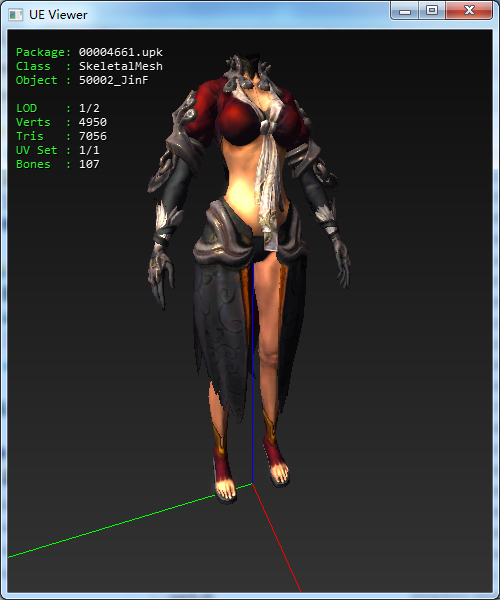 UE Viewer
Package: 00004661.upk
Class : SkeletalMesh
Object : 50002_JinF
LOD : 1/2
Verts : 4950
Tris : 7056
UV Set : 1/1
Bones : 107